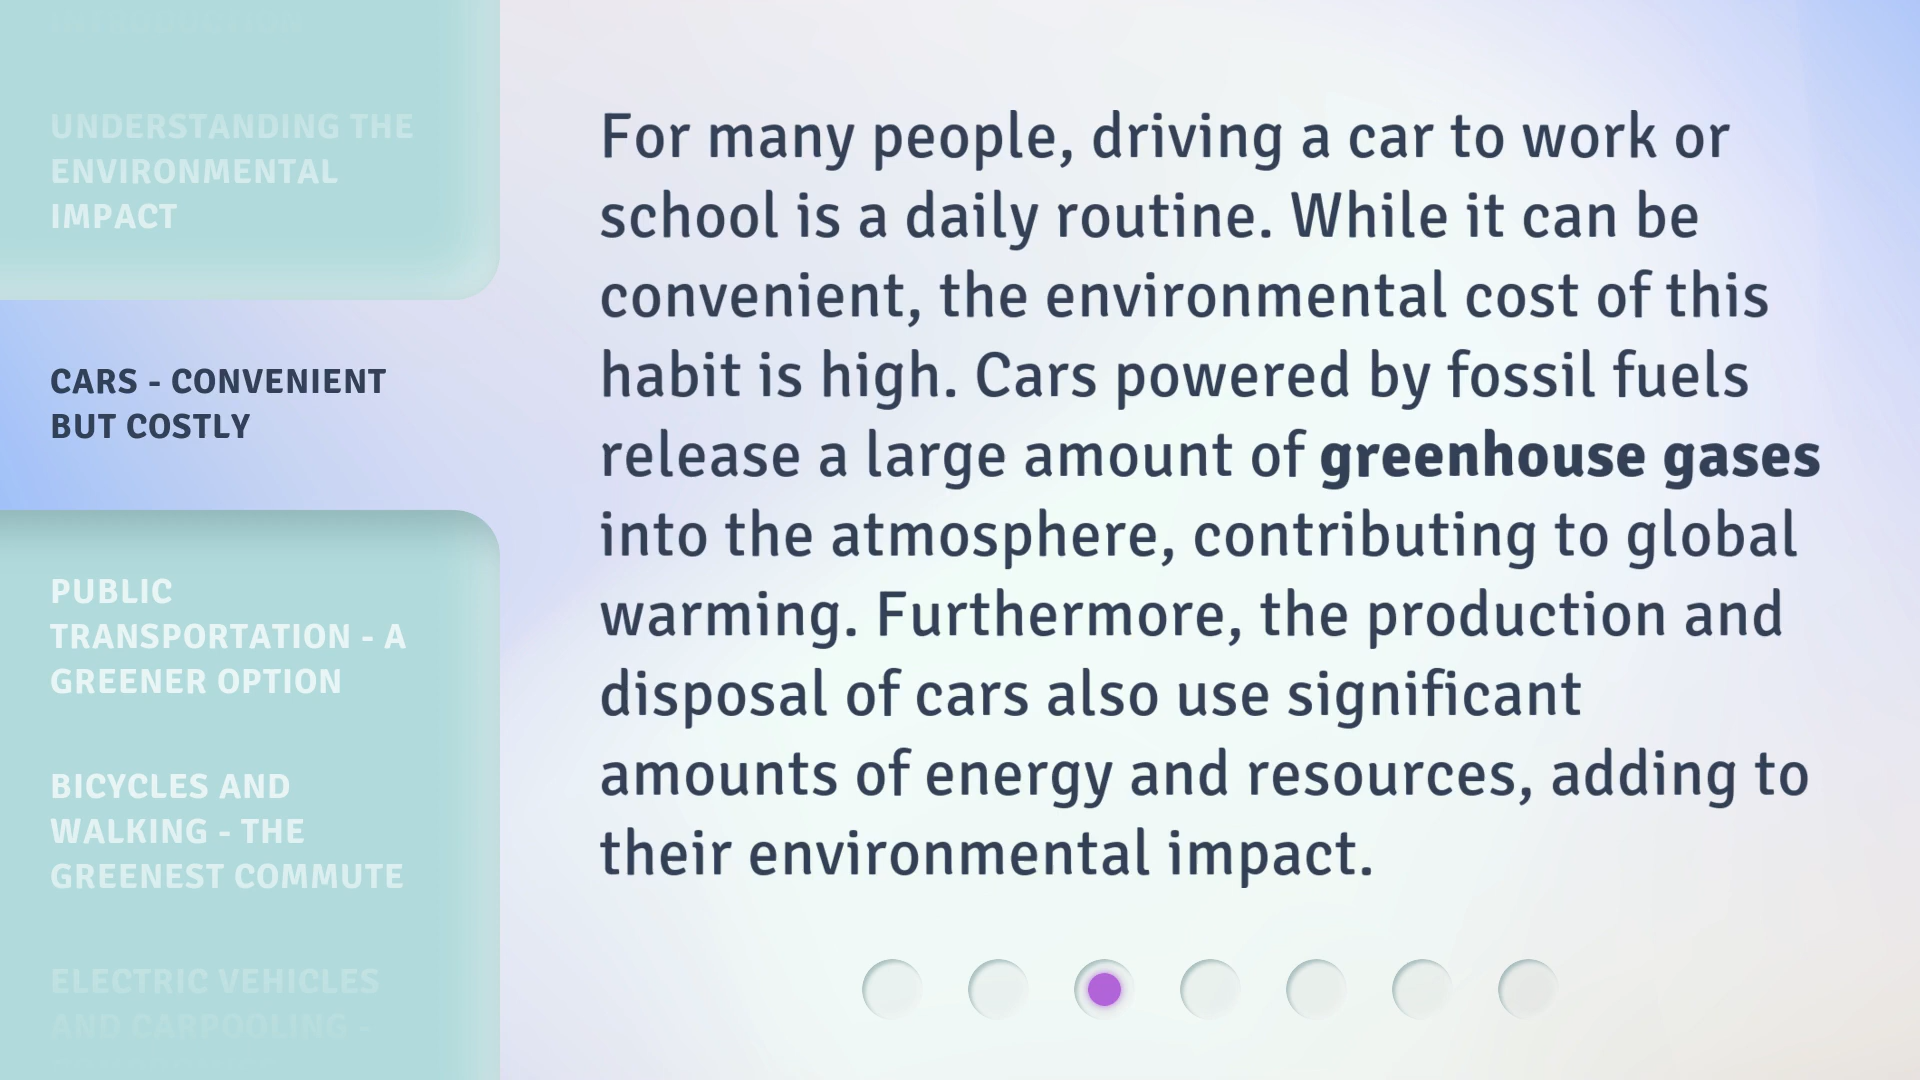 INTRODUCTION
UNDERSTANDING THE
ENVIRONMENTAL
IMPACT
CARS - CONVENIENT
BUT COSTLY
PUBLIC
TRANSPORTATION - A
GREENER OPTION
BICYCLES AND
WALKING - THE
GREENEST COMMUTE
ELECTRIC VEHICLES
AND CARPOOLING -
For many people, driving a car to work or
school is a daily routine. While it can be
convenient, the environmental cost of this
habit is high. Cars powered by fossil fuels
release a large amount of greenhouse gases
into the atmosphere, contributing to global
warming. Furthermore, the production and
disposal of cars also use significant
amounts of energy and resources, adding to
their environmental impact.